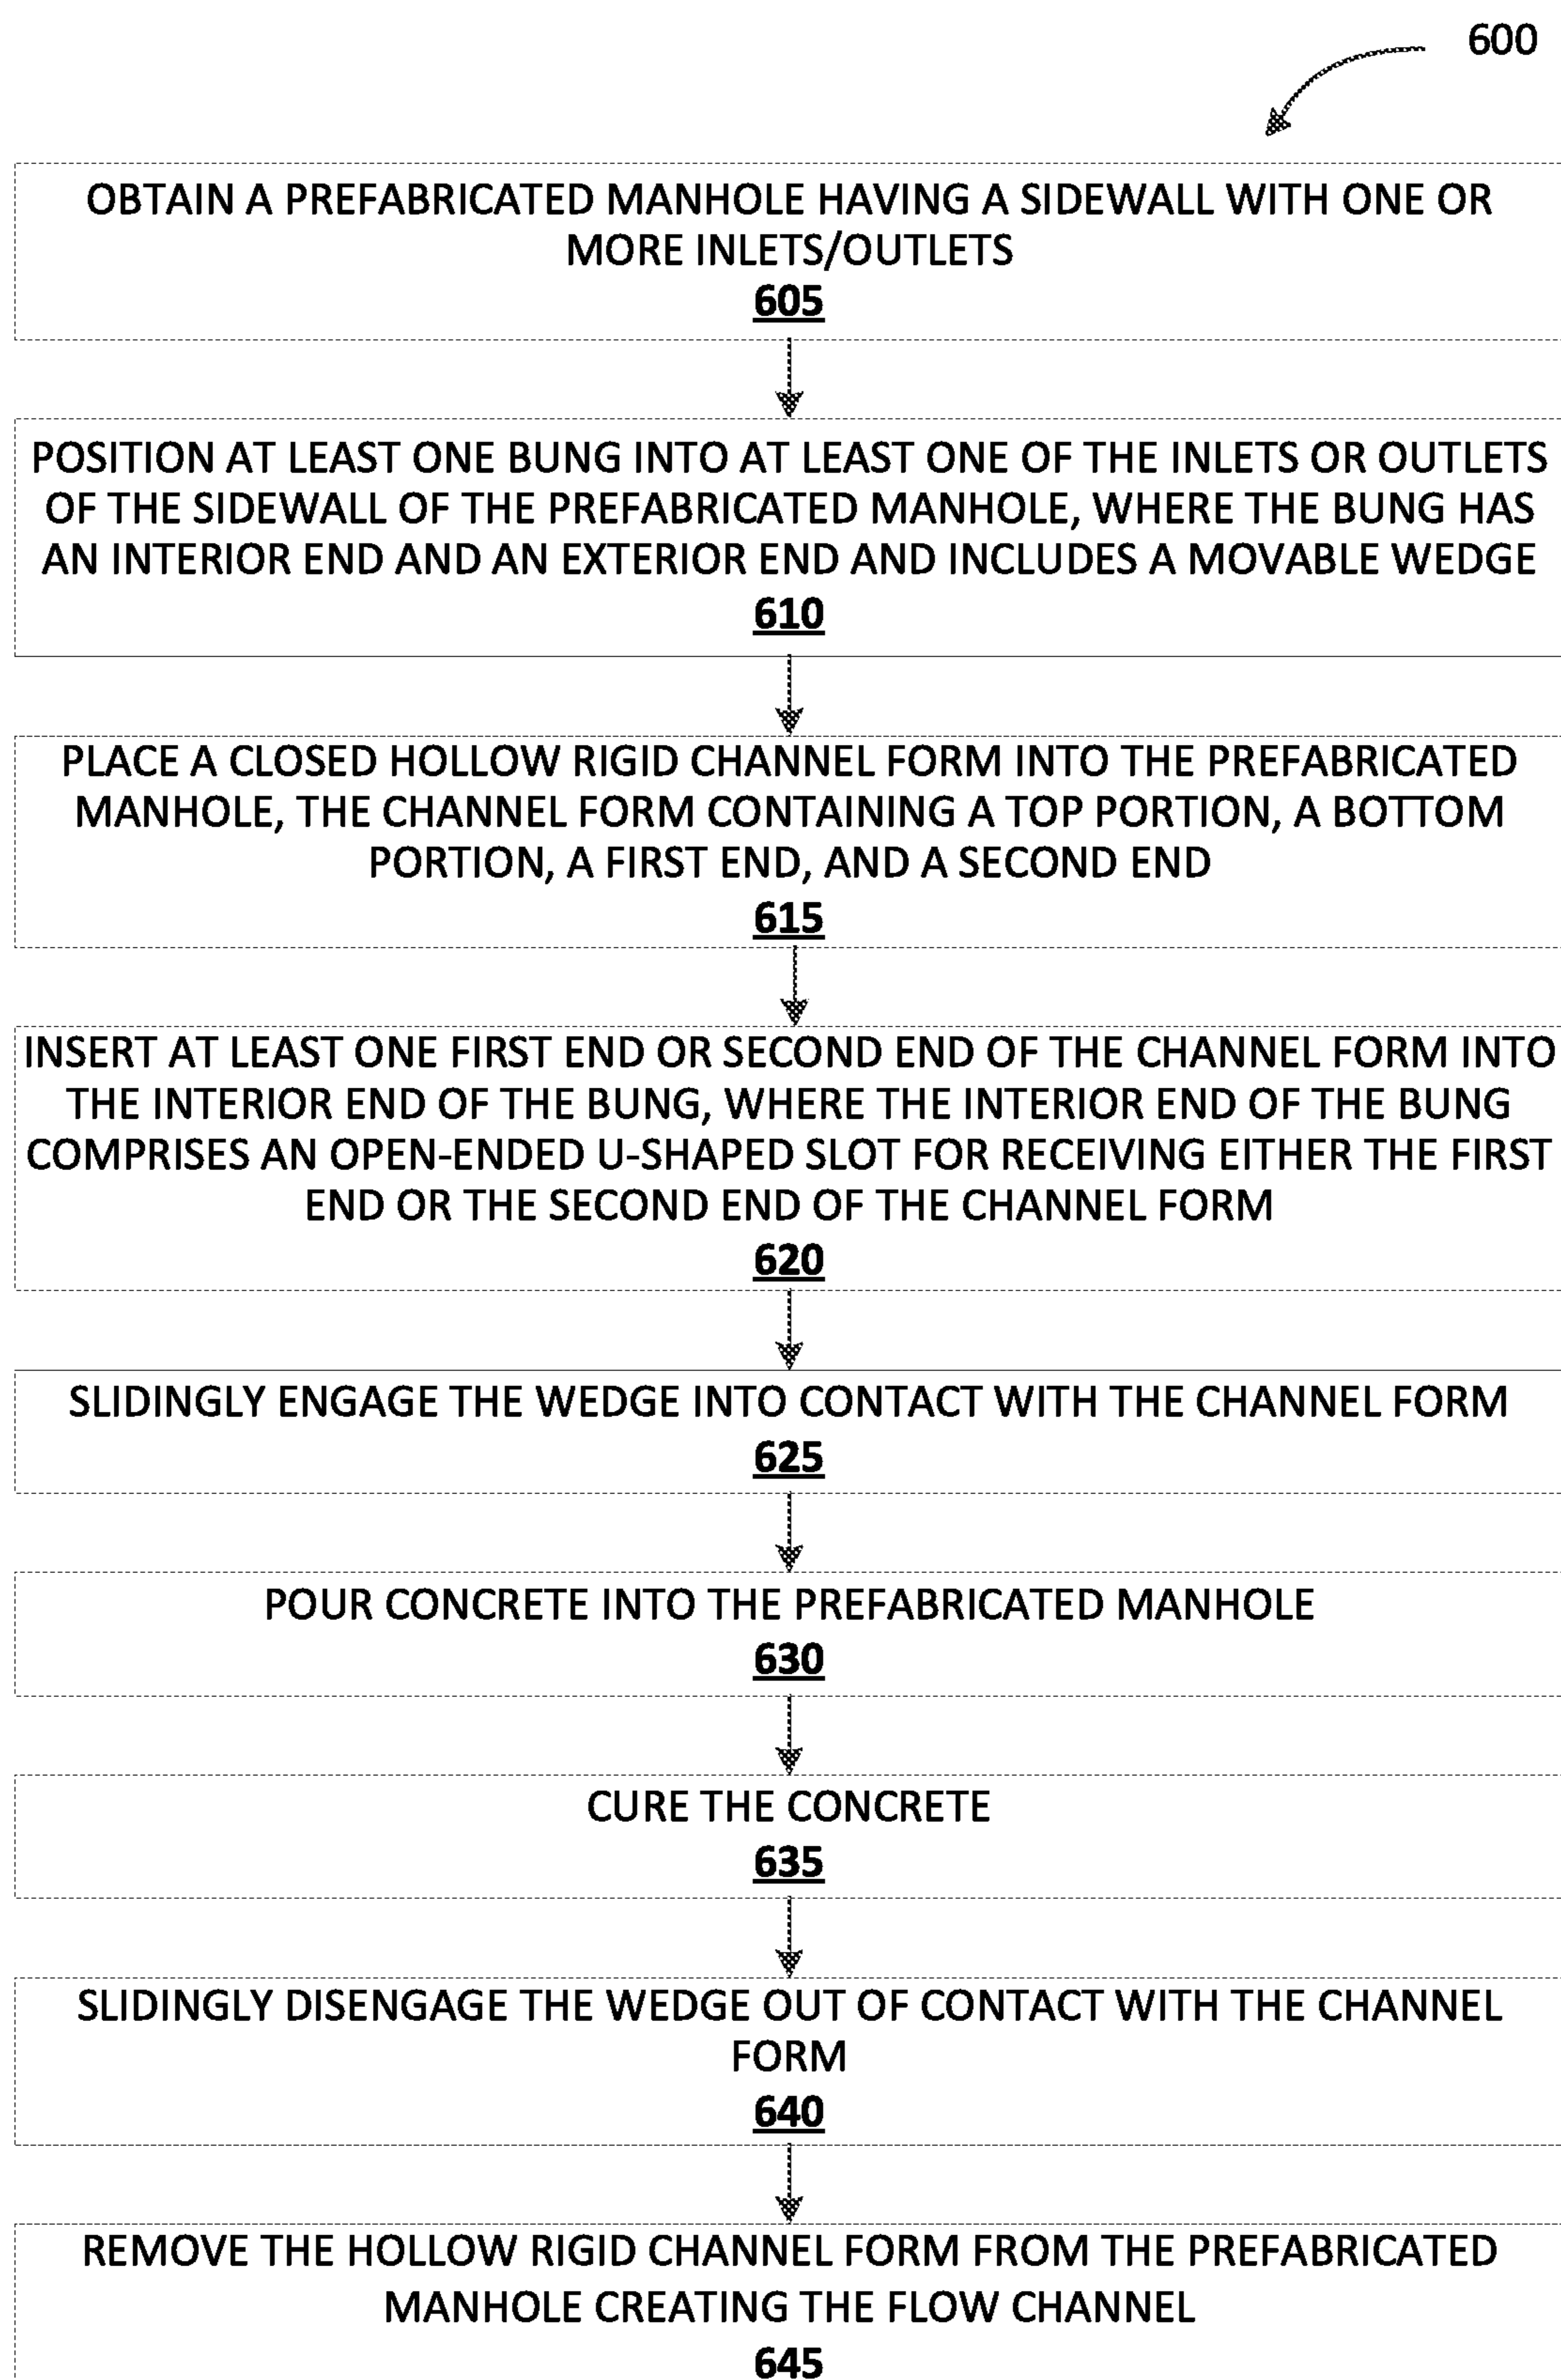 600
OBTAIN A PREFABRICATED MANHOLE HAVING A SIDEWALL WITH ONE OR
MORE INLETS/OUTLETS
605
POSITION AT LEAST ONE BUNG INTO AT LEAST ONE OF THE INLETS OR OUTLETS
OF THE SIDEWALL OF THE PREFABRICATED MANHOLE, WHERE THE BUNG HAS
AN INTERIOR END AND AN EXTERIOR END AND INCLUDES A MOVABLE WEDGE
610
PLACE A CLOSED HOLLOW RIGID CHANNEL FORM INTO THE PREFABRICATED
MANHOLE, THE CHANNEL FORM CONTAINING A TOP PORTION, A BOTTOM
PORTION, A FIRST END, AND A SECOND END
615
INSERT AT LEAST ONE FIRST END OR SECOND END OF THE CHANNEL FORM INTO
THE INTERIOR END OF THE BUNG, WHERE THE INTERIOR END OF THE BUNG
COMPRISES AN OPEN-ENDED U-SHAPED SLOT FOR RECEIVING EITHER THE FIRST
END OR THE SECOND END OF THE CHANNEL FORM
620
SLIDINGLY ENGAGE THE WEDGE INTO CONTACT WITH THE CHANNEL FORM
625
POUR CONCRETE INTO THE PREFABRICATED MANHOLE
630
CURE THE CONCRETE
635
SLIDINGLY DISENGAGE THE WEDGE OUT OF CONTACT WITH THE CHANNEL
FORM
640
REMOVE THE HOLLOW RIGID CHANNEL FORM FROM THE PREFABRICATED
MANHOLE CREATING THE FLOW CHANNEL
645